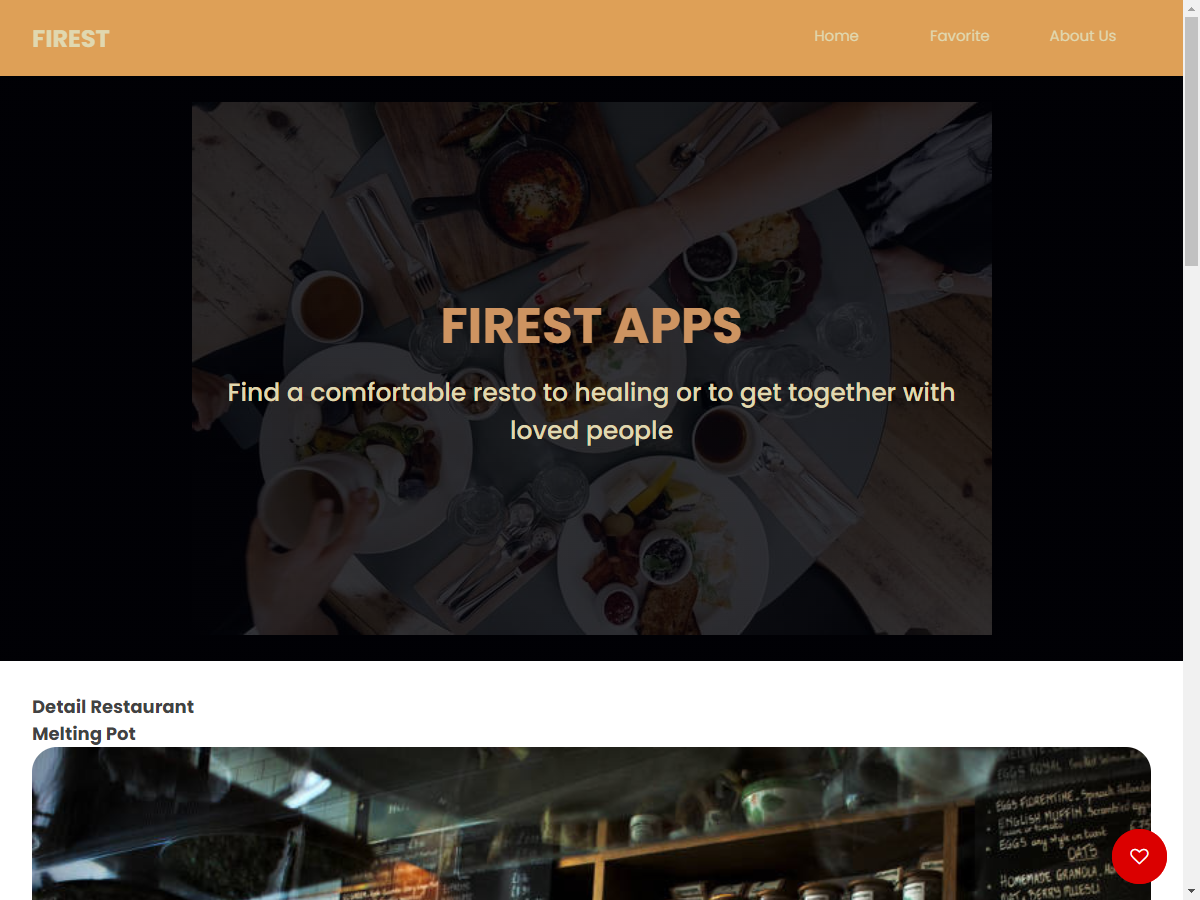 FIREST
Home
Favorite
About Us
FIREST APPS
Find a comfortable resto to healing or to get together with
loved people
Detail Restaurant
Melting Pot
EGGS ROYAL
EGGS FLORENTINE
ENGLISH MUFFIN. Scrambled eggs
EGGS any style on toast
OATS
HOMEMADE GRANOLA.
BERRY MUESLI